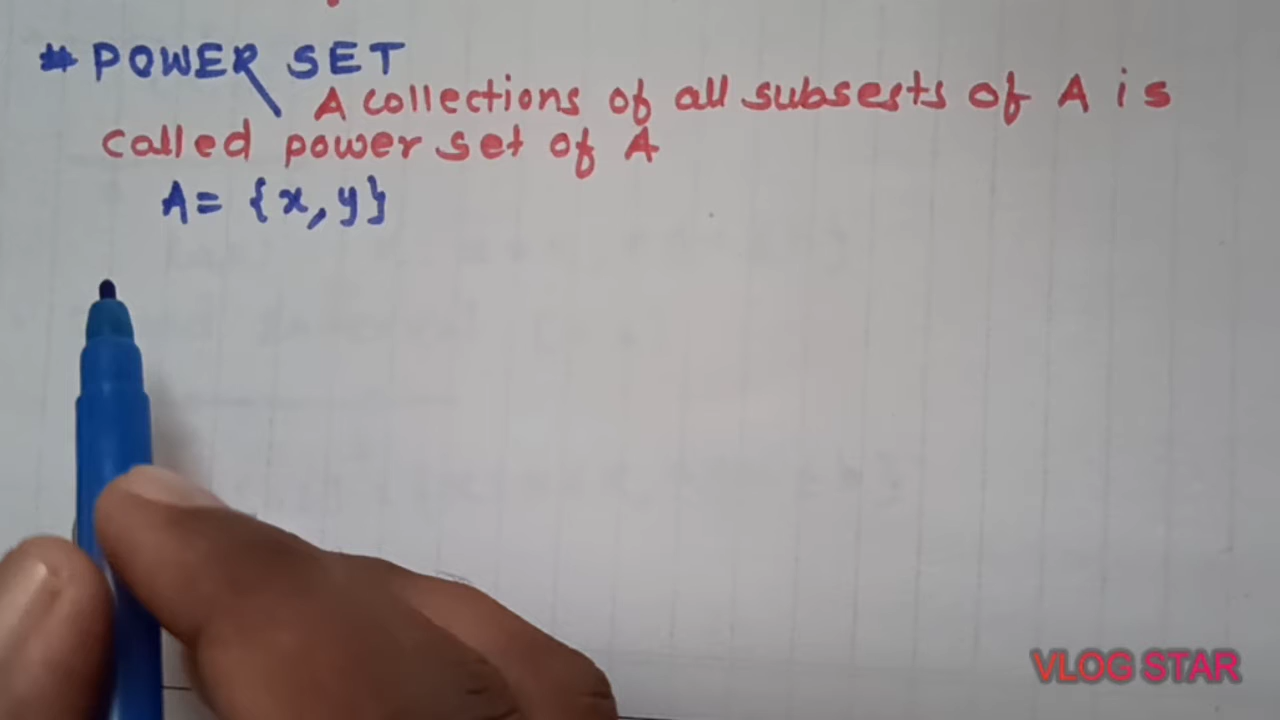 # POWER SET
A collections of all subsests of A is
called power set of A
A = {x, y}
VLOG STAR